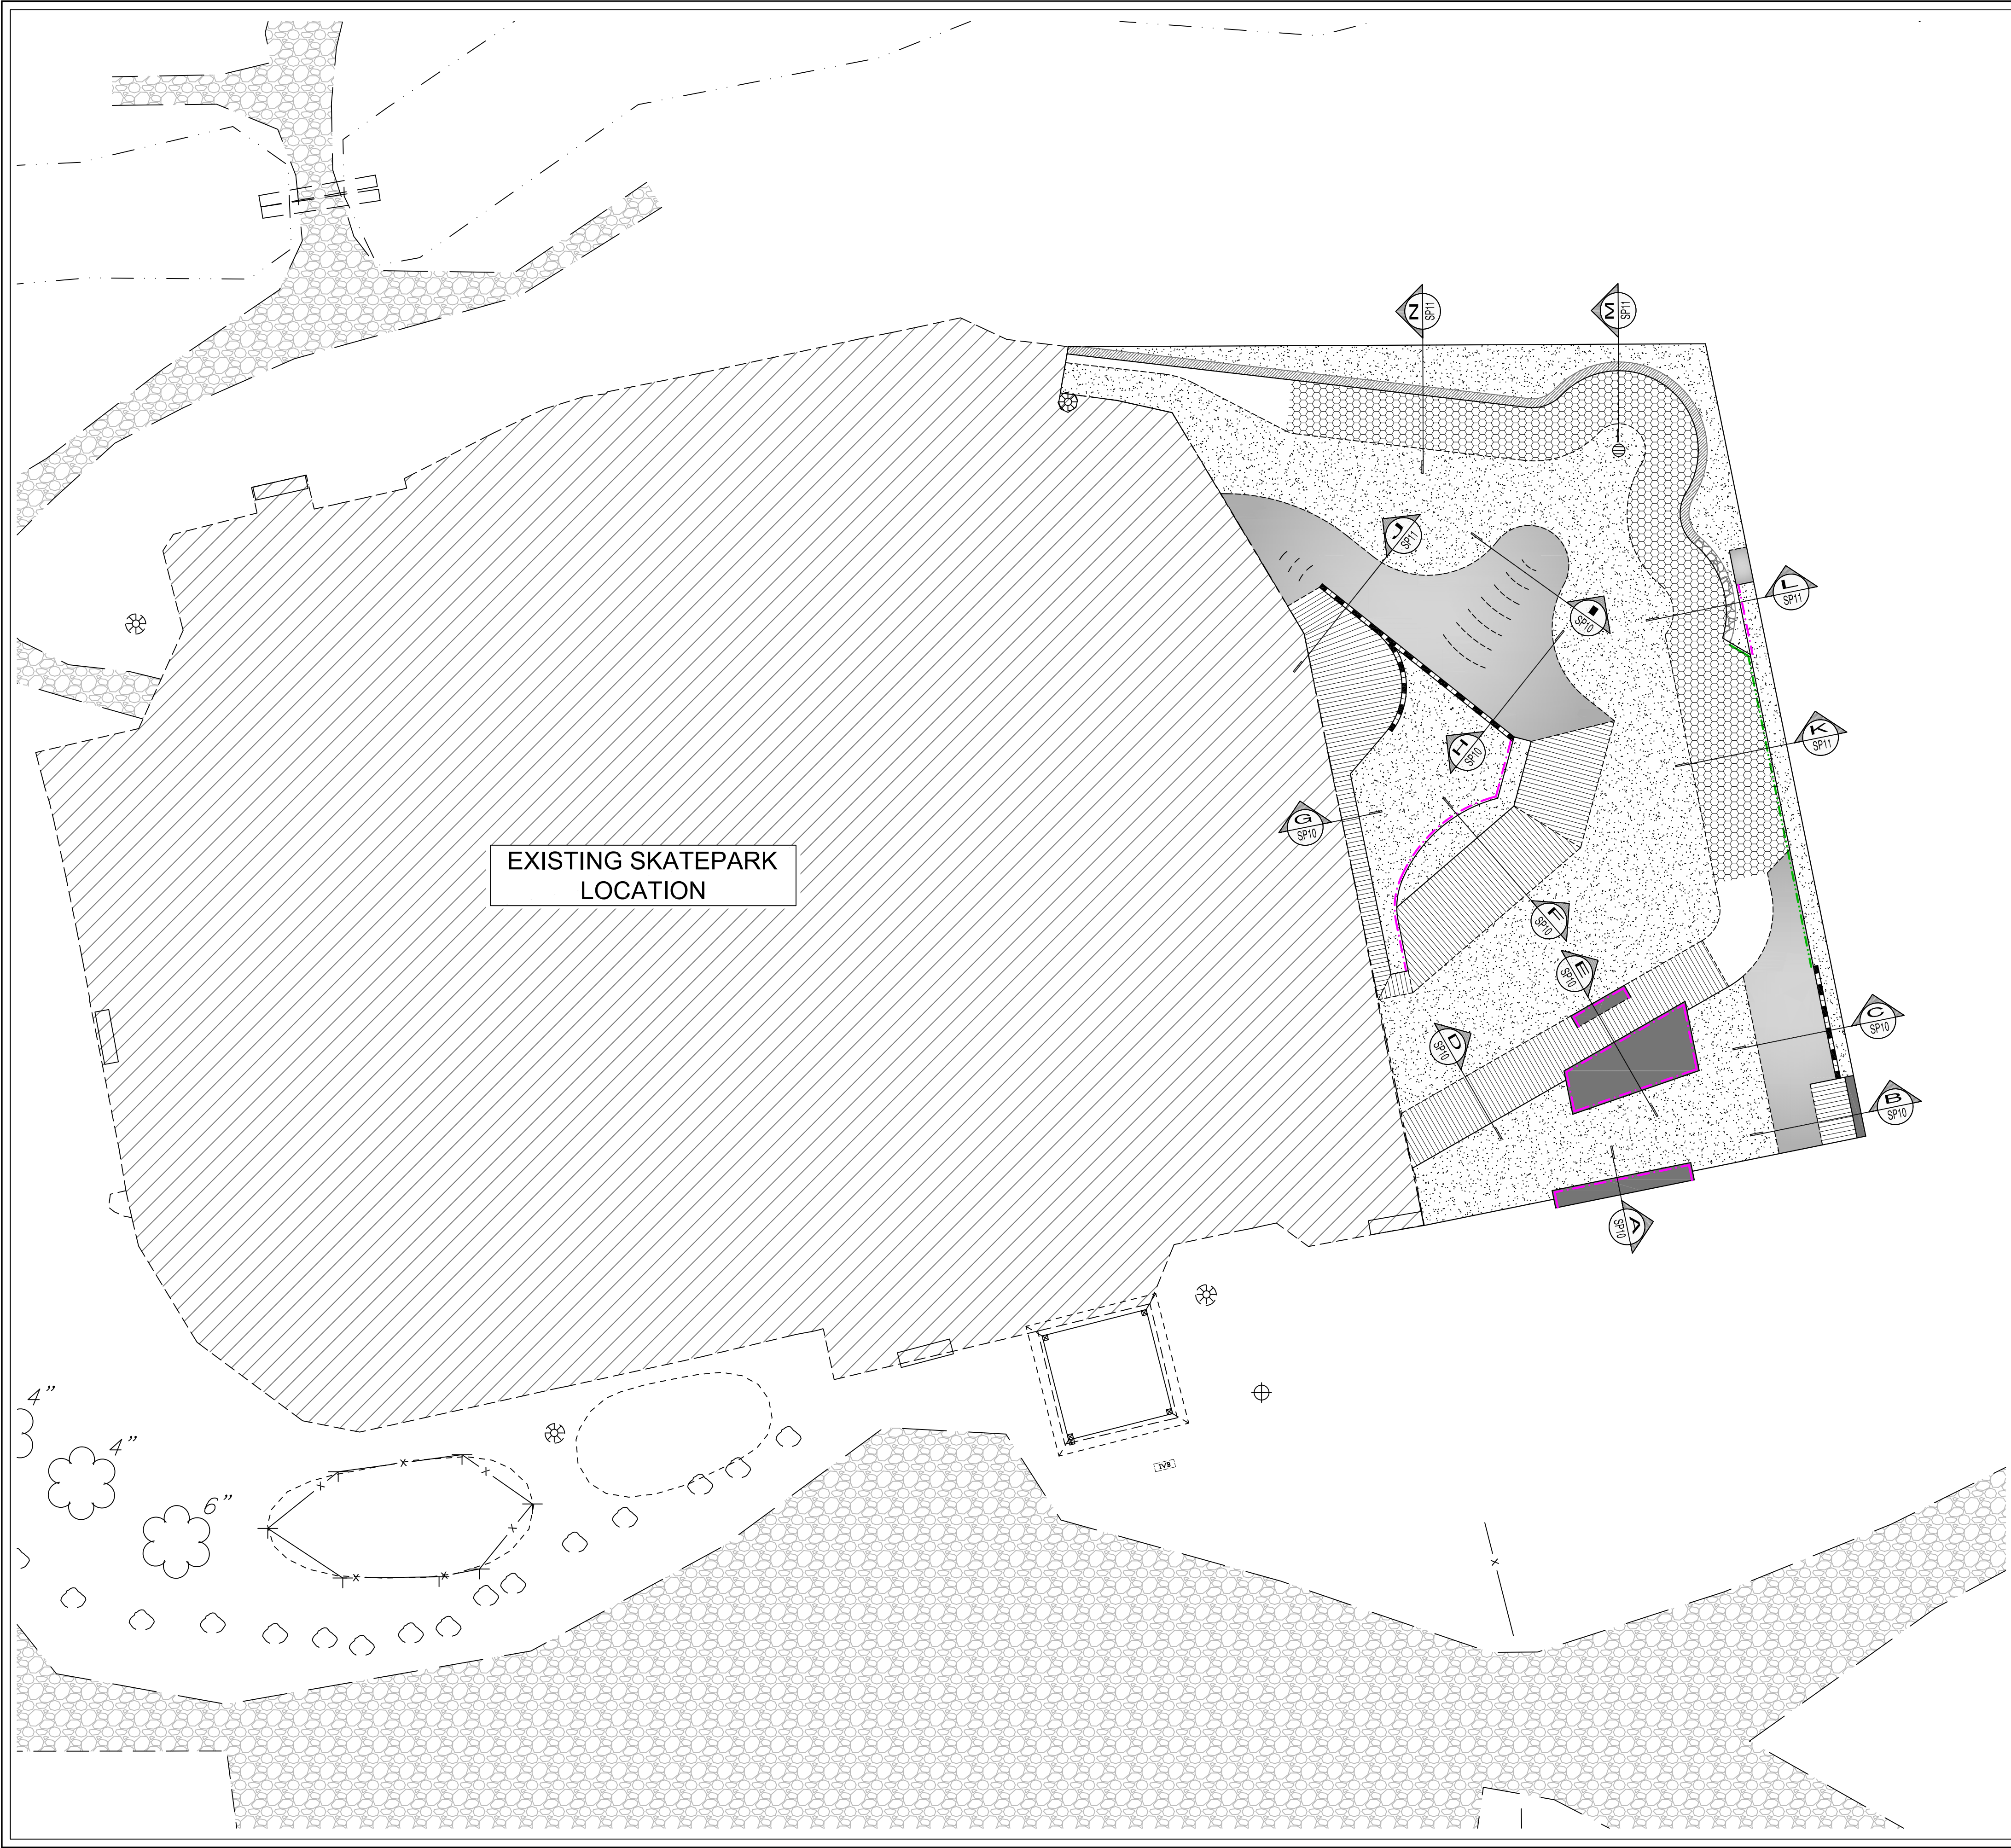 N
SP11
M
SP11
J
SP11
I
SP10
L
SP11
H
SP10
K
SP11
G
SP10
EXISTING SKATEPARK
LOCATION
F
SP10
E
SP10
D
SP10
C
SP10
B
SP10
A
SP10
4"
4"
6"